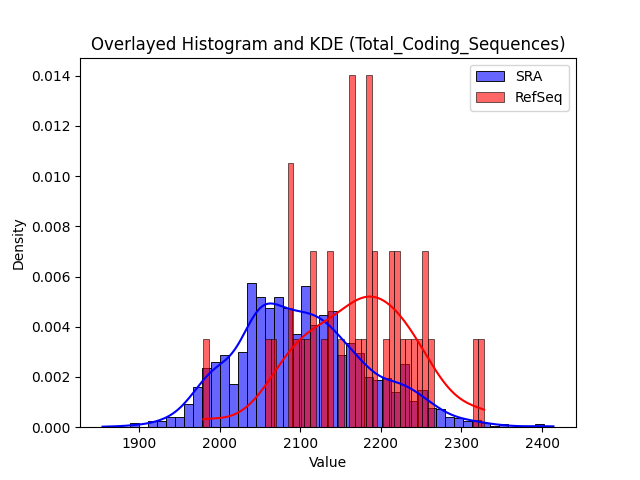 Overlayed Histogram and KDE (Total_Coding_Sequences)
SRA
RefSeq
0.014
0.012
0.010
0.008
0.006
0.004
0.002
0.000
Density
1900 2000 2100 2200 2300 2400
Value